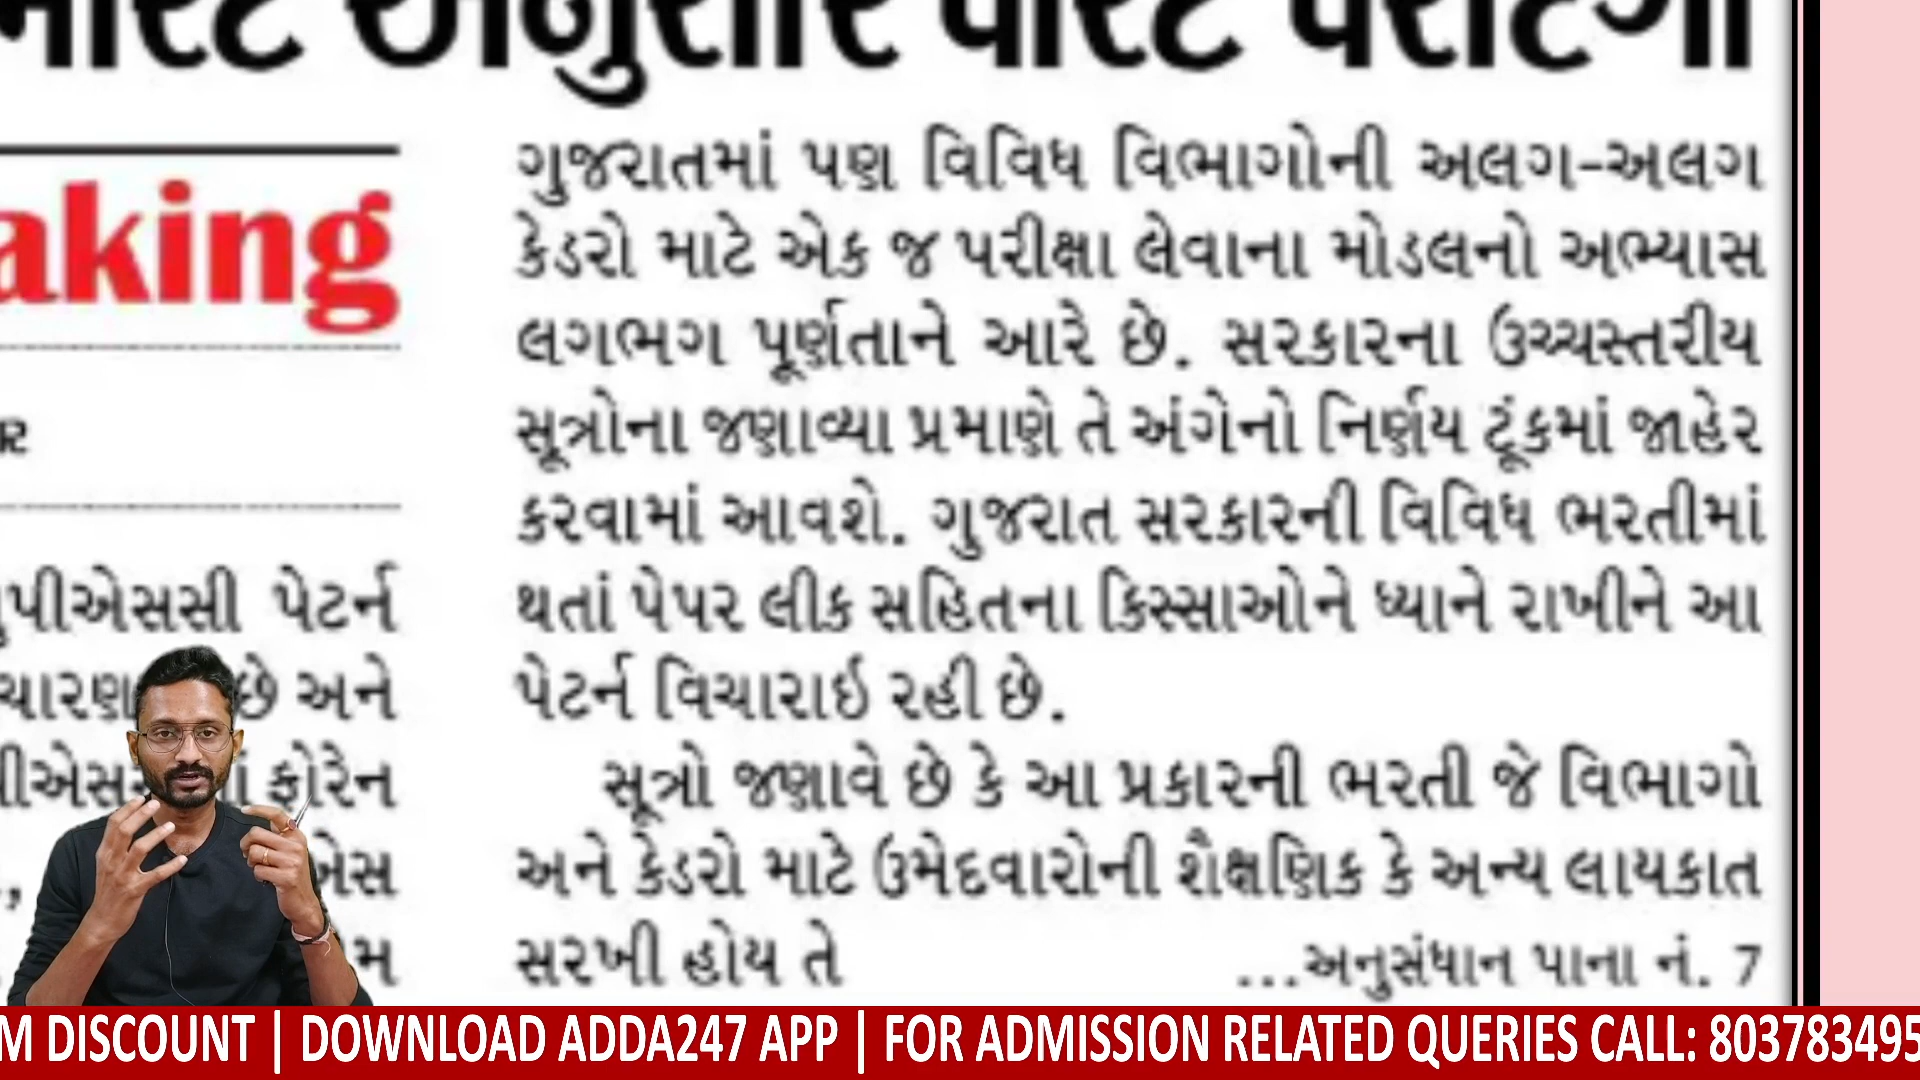 અનુસાર
aking
યુપીએસસી પેટર્ન
છે અને
ફોરેન
એસ
ગુજરાતમાં પણ વિવિધ વિભાગોની અલગ-અલગ
કેડરો માટે એક જ પરીક્ષા લેવાના મોડલનો અભ્યાસ
લગભગ પૂર્ણતાને આરે છે. સરકારના ઉચ્ચસ્તરીય
સૂત્રોના જણાવ્યા પ્રમાણે તે અંગેનો નિર્ણય ટૂંકમાં જાહેર
કરવામાં આવશે. ગુજરાત સરકારની વિવિધ ભરતીમાં
થતાં પેપર લીક સહિતના કિસ્સાઓને ધ્યાને રાખીને આ
પેટર્ન વિચારાઇ રહી છે.
સૂત્રો જણાવે છે કે આ પ્રકારની ભરતી જે વિભાગો
અને કેડરો માટે ઉમેદવારોની શૈક્ષણિક કે અન્ય લાયકાત
સરખી હોય તે ...અનુસંધાન પાના નં. 7
M DISCOUNT | DOWNLOAD ADDA247 APP | FOR ADMISSION RELATED QUERIES CALL: 803783495